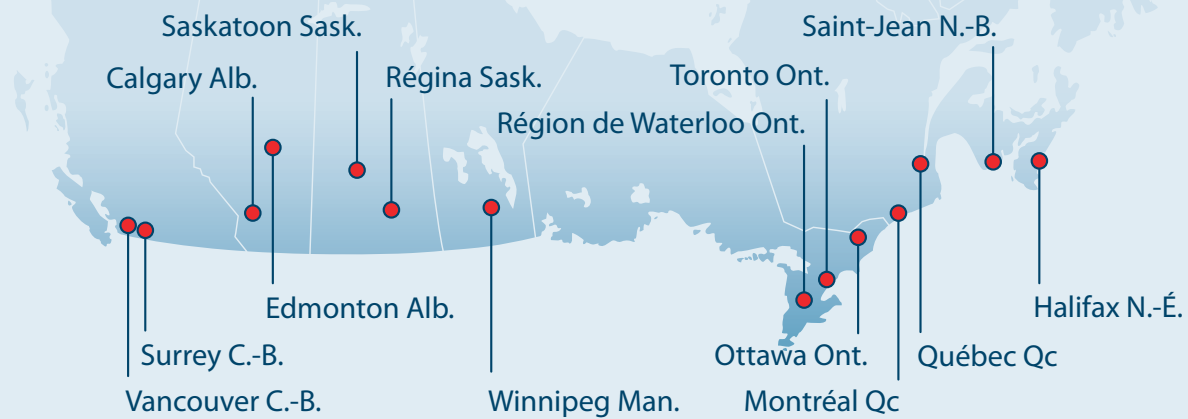 Saskatoon Sask.
Saint-Jean N.-B.
Calgary Alb.
Régina Sask.
Toronto Ont.
Région de Waterloo Ont.
Edmonton Alb.
Halifax N.-É.
Surrey C.-B.
Ottawa Ont.
Québec Qc
Vancouver C.-B.
Winnipeg Man.
Montréal Qc